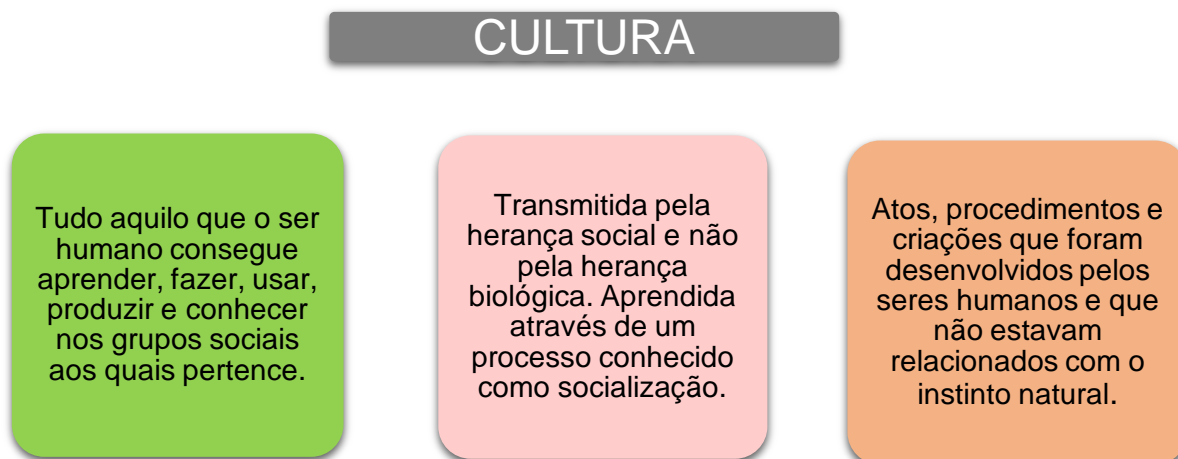 CULTURA
Tudo aquilo que o ser
humano consegue
aprender, fazer, usar,
produzir e conhecer
nos grupos sociais
aos quais pertence.
Transmitida pela
herança social e não
pela herança
biológica. Aprendida
através de um
processo conhecido
como socialização.
Atos, procedimentos e
criações que foram
desenvolvidos pelos
seres humanos e que
não estavam
relacionados com o
instinto natural.